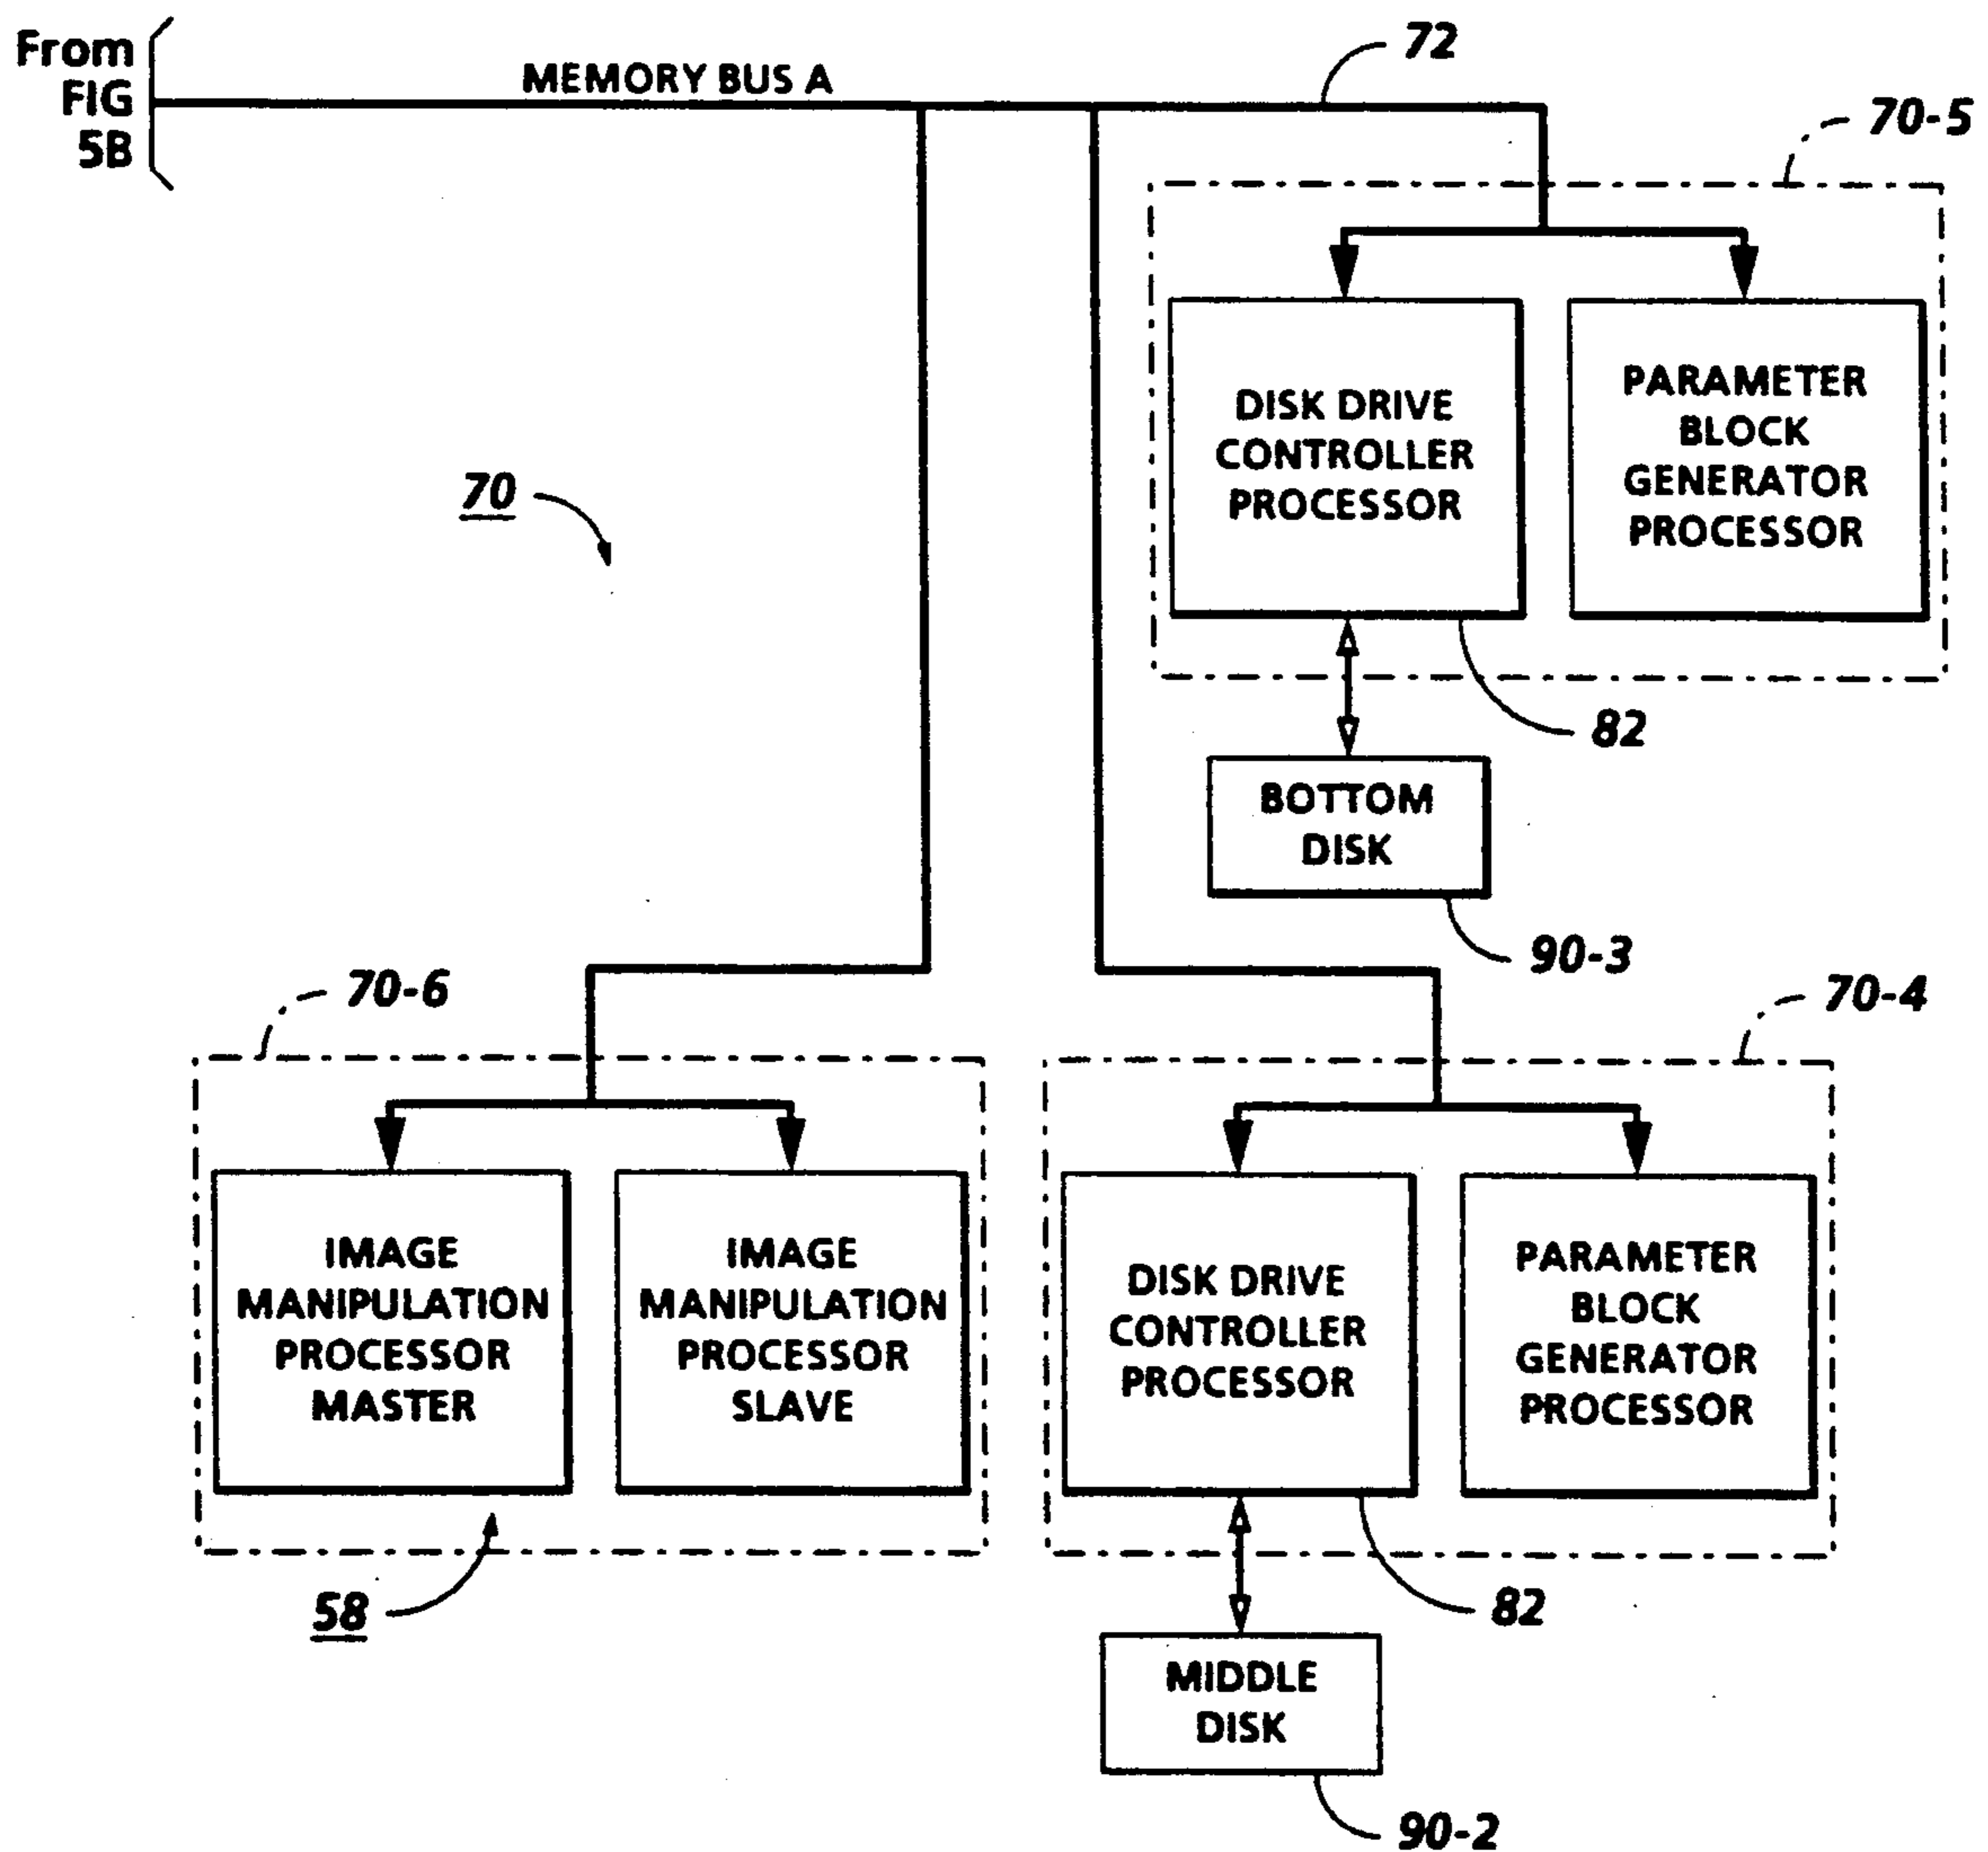 From
FIG
5B
MEMORY BUS A
72
70-5
DISK DRIVE
CONTROLLER
PROCESSOR
PARAMETER
BLOCK
GENERATOR
PROCESSOR
70
82
BOTTOM
DISK
90-3
70-6
70-4
IMAGE
MANIPULATION
PROCESSOR
MASTER
IMAGE
MANIPULATION
PROCESSOR
SLAVE
DISK DRIVE
CONTROLLER
PROCESSOR
PARAMETER
BLOCK
GENERATOR
PROCESSOR
58
82
MIDDLE
DISK
90-2